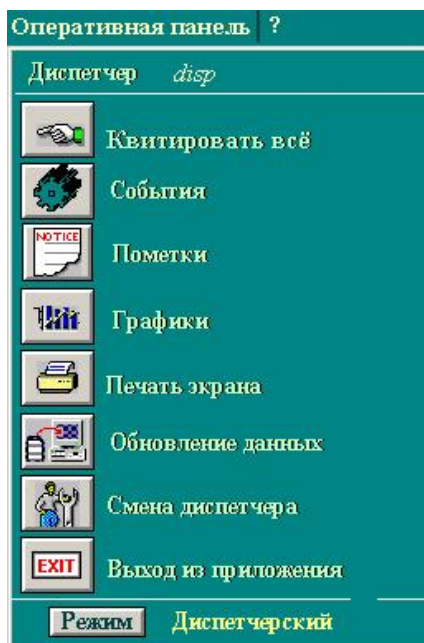 Оперативная панель ?
Диспетчер disp
Квитировать всё
События
NOTICE
Пометки
Графики
Печать экрана
Обновление данных
Смена диспетчера
EXIT
Выход из приложения
Режим Диспетчерский